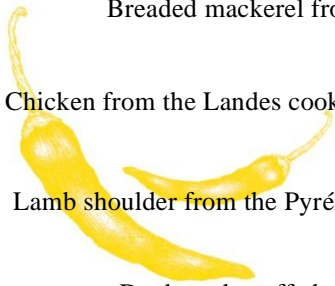 Breaded mackerel fro
Chicken from the Landes cook
Lamb shoulder from the Pyré